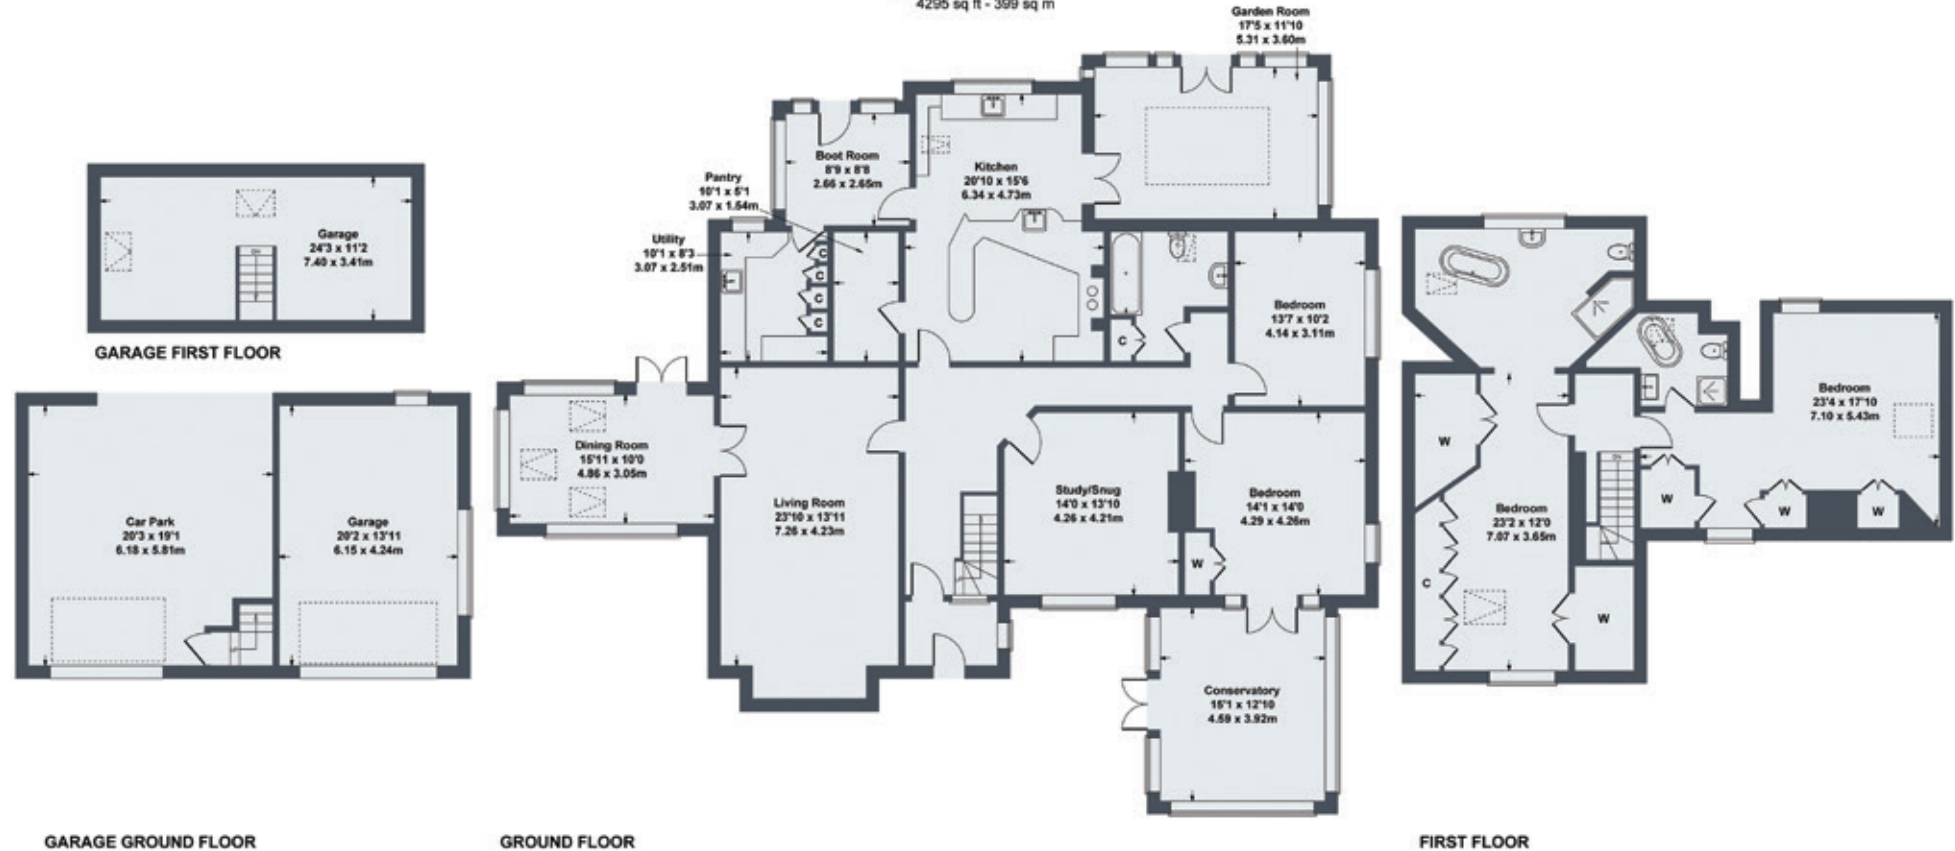 4295 sq ft - 399 sq m
Garden Room
17'5 x 11'10
5.31 x 3.60m
Boot Room
8'9 x 8'8
2.66 x 2.65m
Kitchen
20'10 x 15'6
6.34 x 4.73m
Pantry
10'1 x 5'1
3.07 x 1.54m
Utility
10'1 x 8'3
3.07 x 2.51m
C
C
C
C
C
Garage
24'3 x 11'2
7.40 x 3.41m
DN
GARAGE FIRST FLOOR
Bedroom
13'7 x 10'2
4.14 x 3.11m
Dining Room
15'11 x 10'0
4.86 x 3.05m
Living Room
23'10 x 13'11
7.26 x 4.23m
Study/Snug
14'0 x 13'10
4.26 x 4.21m
Bedroom
14'1 x 14'0
4.29 x 4.26m
W
Conservatory
15'1 x 12'10
4.59 x 3.92m
Car Park
20'3 x 19'1
6.18 x 5.81m
Garage
20'2 x 13'11
6.15 x 4.24m
Bedroom
23'4 x 17'10
7.10 x 5.43m
W
DN
W
W
W
Bedroom
23'2 x 12'0
7.07 x 3.65m
C
W
GARAGE GROUND FLOOR
GROUND FLOOR
FIRST FLOOR